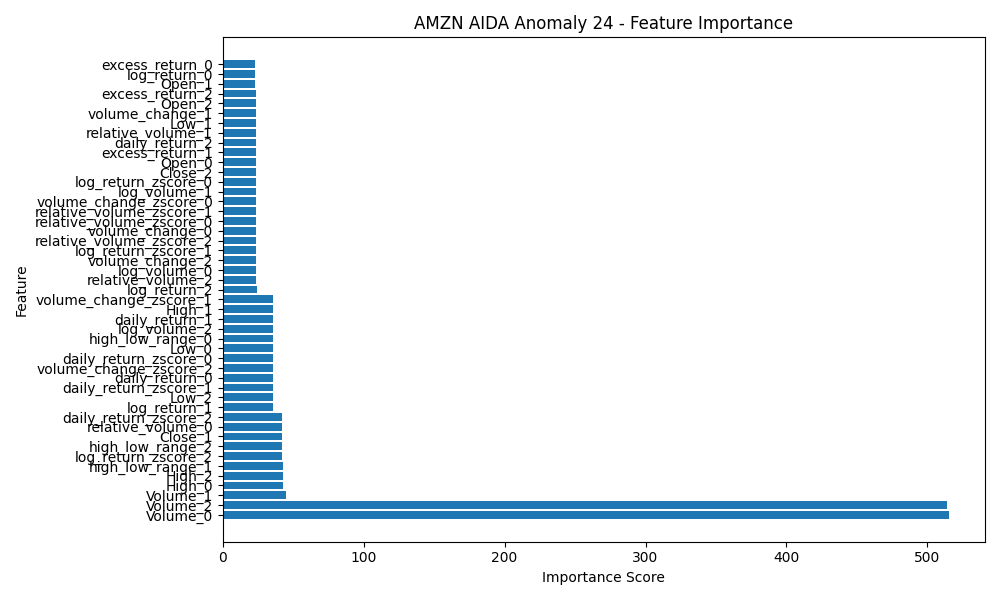 AMZN AIDA Anomaly 24 - Feature Importance
excess_return_0
log_return_0
Open_1
excess_return_2
Open_2
volume_change_1
Low_1
relative_volume_1
daily_return_2
excess_return_1
Open_0
Close_2
log_return_zscore_0
log_volume_1
volume_change_zscore_0
relative_volume_zscore_1
relative_volume_zscore_0
volume_change_0
relative_volume_zscore_2
log_return_zscore_1
volume_change_2
log_volume_0
relative_volume_2
log_return_2
volume_change_zscore_1
High_1
daily_return_1
log_volume_2
high_low_range_0
Low_0
daily_return_zscore_0
volume_change_zscore_2
daily_return_0
daily_return_zscore_1
Low_2
log_return_1
daily_return_zscore_2
relative_volume_0
Close_1
high_low_range_2
log_return_zscore_2
high_low_range_1
High_2
High_0
Volume_1
Volume_2
Volume_0
Feature
0 100 200 300 400 500
Importance Score